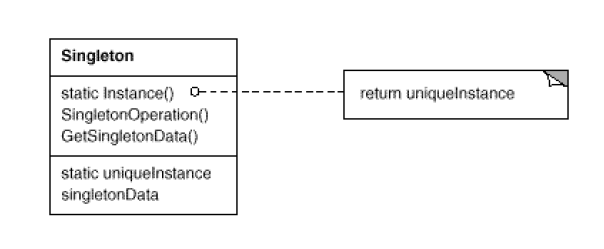 Singleton
static Instance()
SingletonOperation()
GetSingletonData()
static uniqueInstance
singletonData
return uniqueInstance